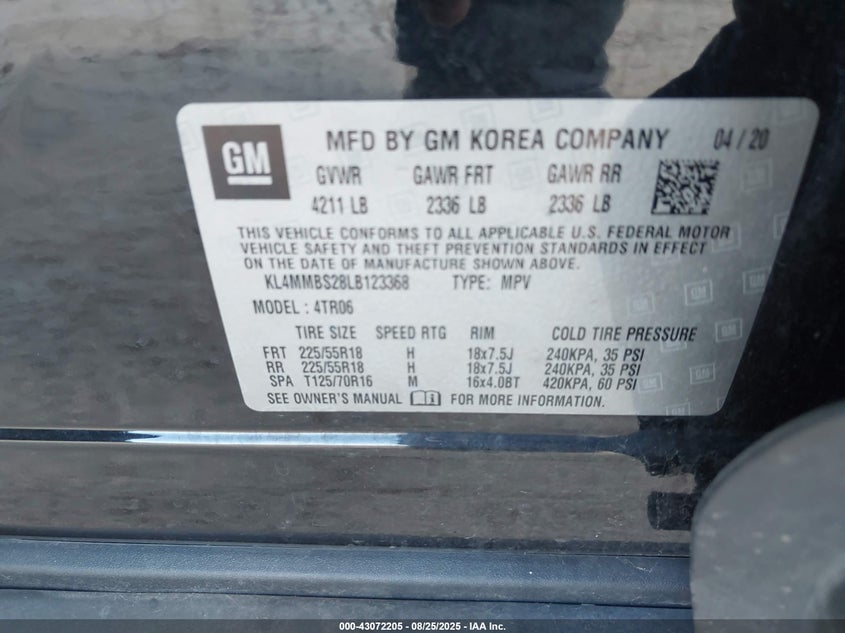 GM
MFD BY GM KOREA COMPANY 04/20
GVWR GAWR FRT GAWR RR
4211 LB 2336 LB 2336 LB
THIS VEHICLE CONFORMS TO ALL APPLICABLE U.S. FEDERAL MOTOR
VEHICLE SAFETY AND THEFT PREVENTION STANDARDS IN EFFECT
ON THE DATE OF MANUFACTURE SHOWN ABOVE.
KL4MMBS28LB123368 TYPE: MPV
MODEL: 4TR06
TIRE SIZE SPEED RTG RIM COLD TIRE PRESSURE
FRT 225/55R18 H 18x7.5J 240KPA, 35 PSI
RR 225/55R18 H 18x7.5J 240KPA, 35 PSI
SPA T125/70R16 M 16x4.0BT 420KPA, 60 PSI
SEE OWNER'S MANUAL FOR MORE INFORMATION.
000-43072205 - 08/25/2025 - IAA Inc.